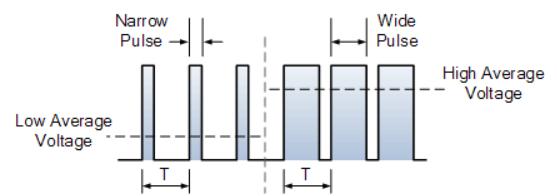 Narrow
Pulse
Wide
Pulse
High Average
Voltage
Low Average
Voltage
T
T